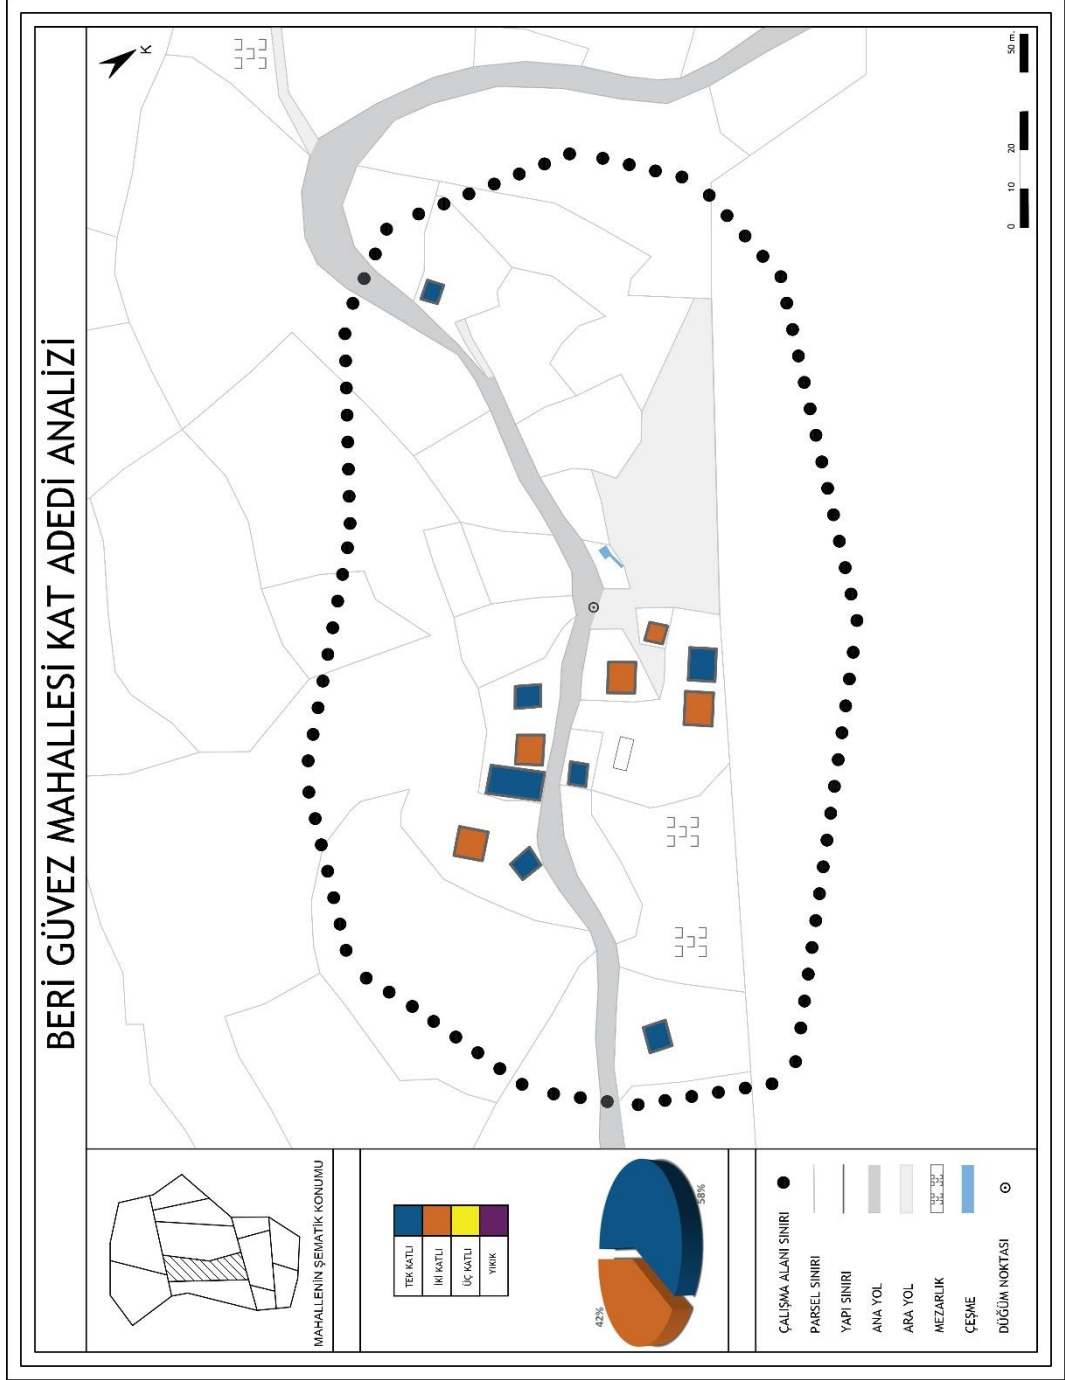 BERİ GÜVEZ MAHALLESİ KAT ADEDİ ANALİZİ
K
0 10 20 50 m.
MAHALLENİN ŞEMATİK KONUMU
TEK KATLI
İKİ KATLI
ÜÇ KATLI
YIKIK
42%
58%
ÇALIŞMA ALANI SINIRI
PARSEL SINIRI
YAPI SINIRI
ANA YOL
ARA YOL
MEZARLIK
ÇEŞME
DÜĞÜM NOKTASI